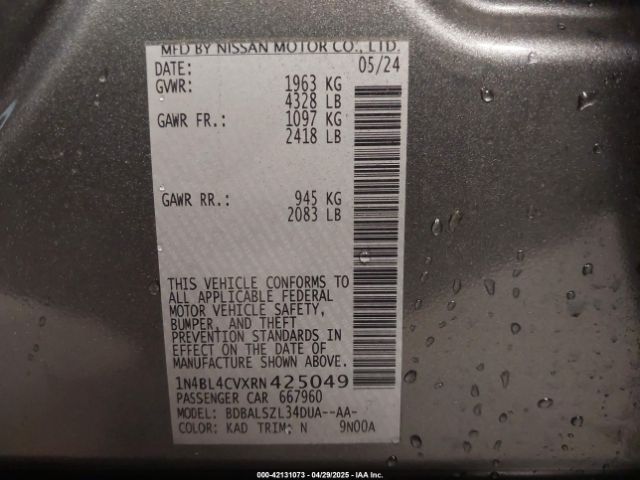 MFD BY NISSAN MOTOR CO., LTD.
DATE: 05/24
GVWR: 1963 KG
4328 LB
GAWR FR.: 1097 KG
2418 LB
GAWR RR.: 945 KG
2083 LB
THIS VEHICLE CONFORMS TO
ALL APPLICABLE FEDERAL
MOTOR VEHICLE SAFETY,
BUMPER, AND THEFT
PREVENTION STANDARDS IN
EFFECT ON THE DATE OF
MANUFACTURE SHOWN ABOVE.
1N4BL4CVXRN425049
PASSENGER CAR 667960
MODEL: BDBALSZL34DUA--AA-
COLOR: KAD TRIM: N 9N00A
000-42131073 - 04/29/2025 - iaai.com